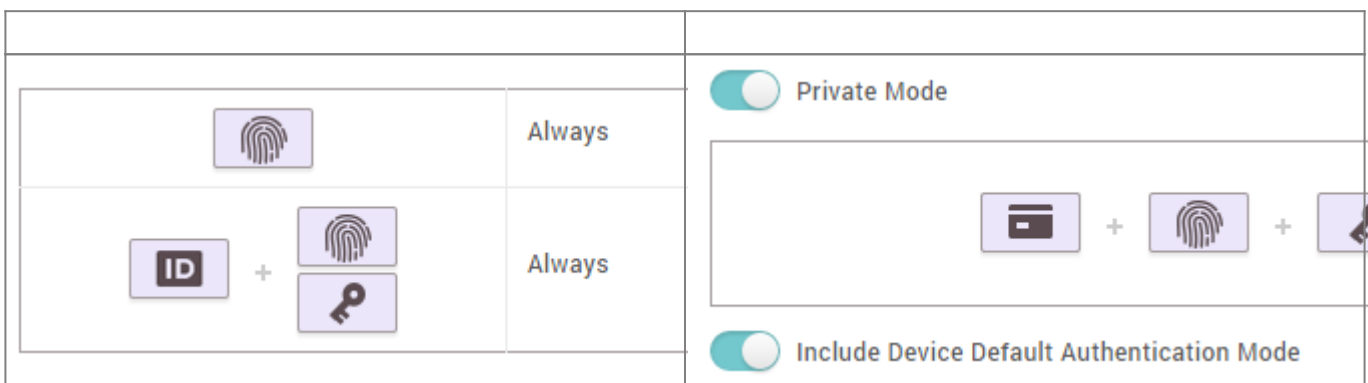 Always
ID
Always
Private Mode
Include Device Default Authentication Mode